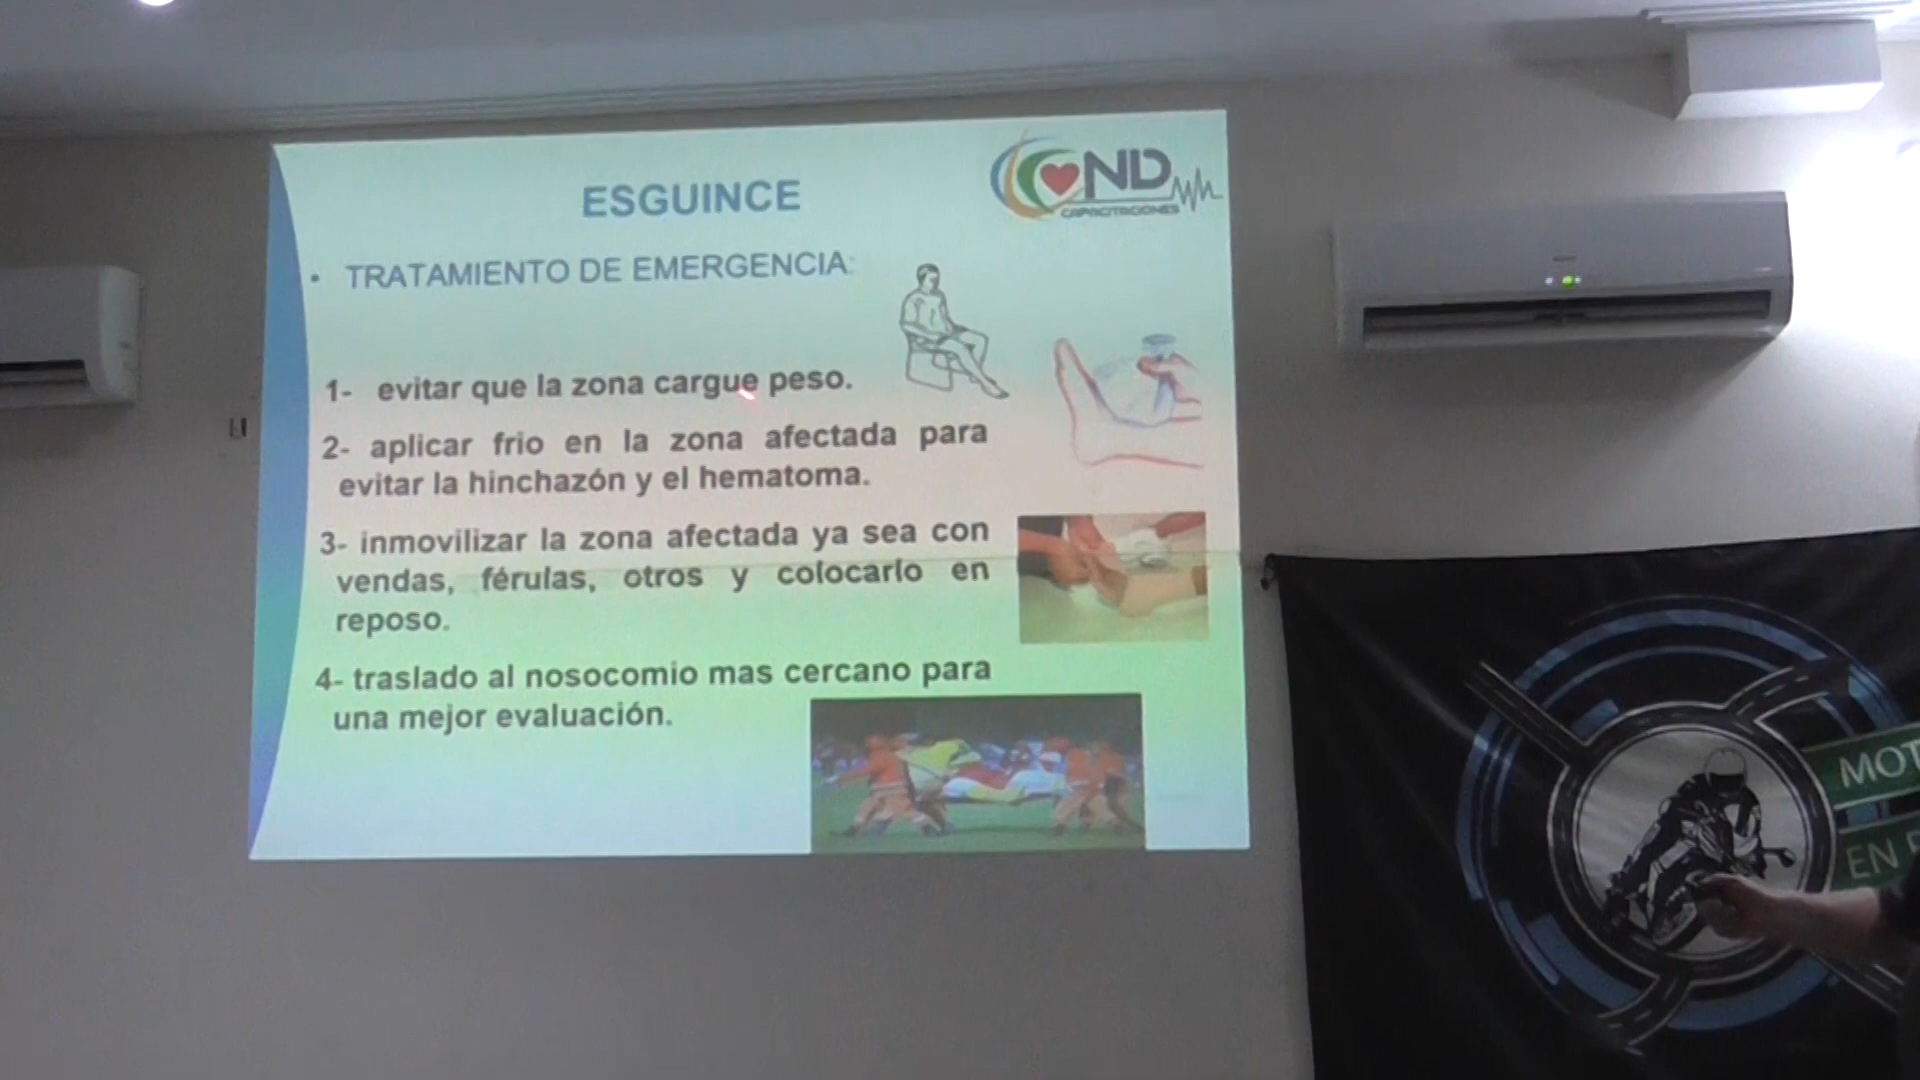 ESGUINCE
ND
CAPACITACIONES
• TRATAMIENTO DE EMERGENCIA:
1- evitar que la zona cargue peso.
2- aplicar frio en la zona afectada para
evitar la hinchazón y el hematoma.
3- inmovilizar la zona afectada ya sea con
vendas, férulas, otros y colocarlo en
reposo.
4- traslado al nosocomio mas cercano para
una mejor evaluación.
MOT
EN